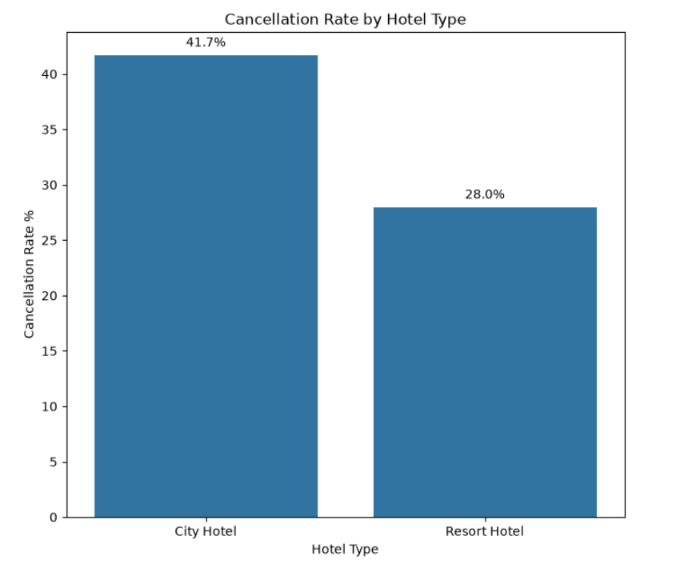 Cancellation Rate by Hotel Type
41.7%
28.0%
40
35
30
25
20
15
10
5
0
Cancellation Rate %
City Hotel
Resort Hotel
Hotel Type